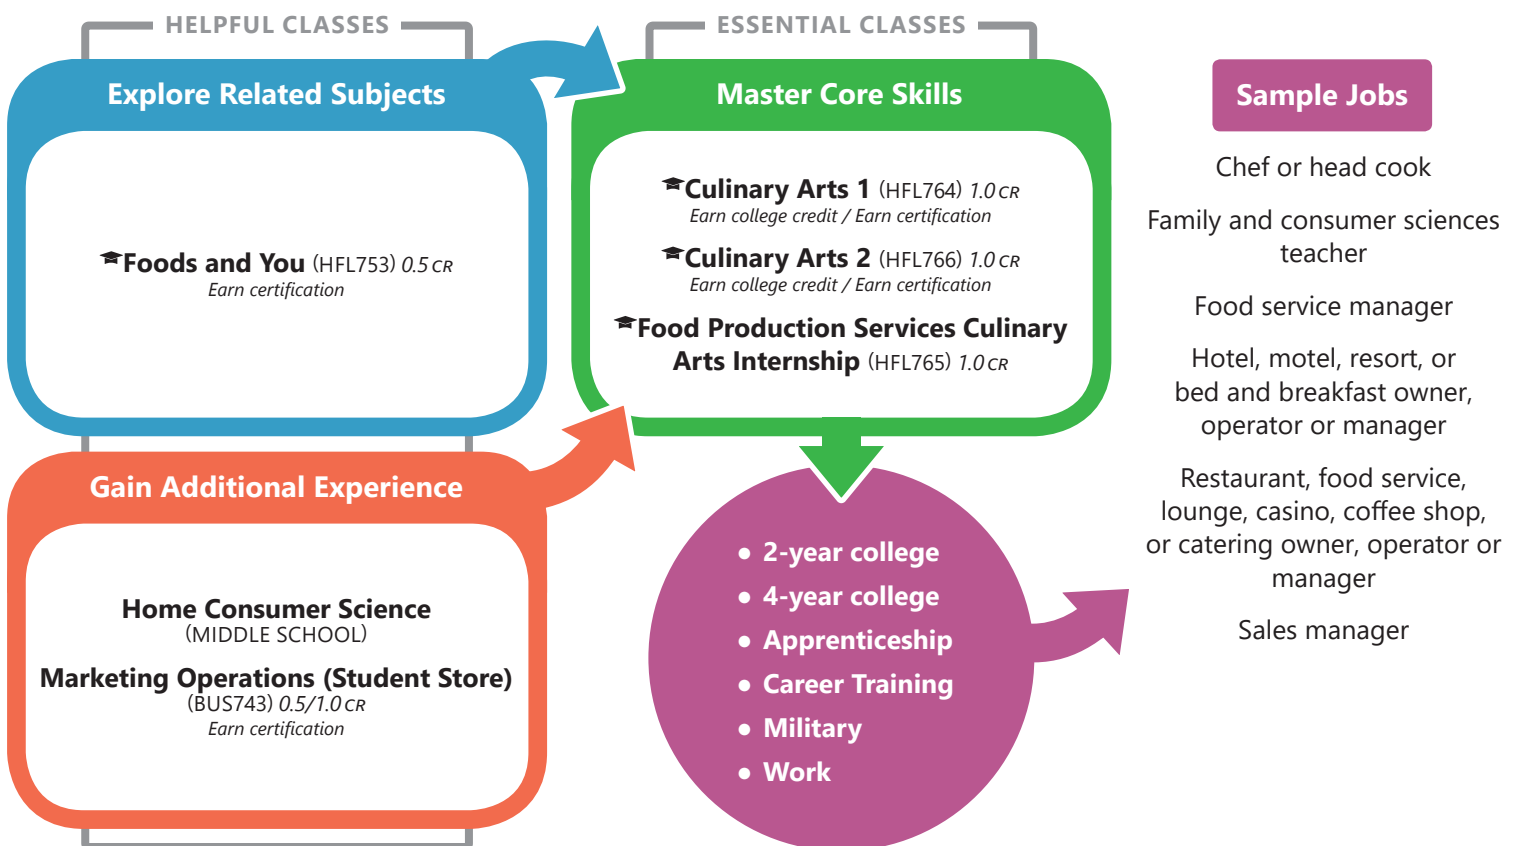 HELPFUL CLASSES
Explore Related Subjects
Foods and You (HFL753) 0.5 CR
Earn certification
Gain Additional Experience
Home Consumer Science
(MIDDLE SCHOOL)
Marketing Operations (Student Store)
(BUS743) 0.5/1.0 CR
Earn certification
ESSENTIAL CLASSES
Master Core Skills
Culinary Arts 1 (HFL764) 1.0 CR
Earn college credit / Earn certification
Culinary Arts 2 (HFL766) 1.0 CR
Earn college credit / Earn certification
Food Production Services Culinary
Arts Internship (HFL765) 1.0 CR
• 2-year college
• 4-year college
• Apprenticeship
• Career Training
• Military
• Work
Sample Jobs
Chef or head cook
Family and consumer sciences
teacher
Food service manager
Hotel, motel, resort, or
bed and breakfast owner,
operator or manager
Restaurant, food service,
lounge, casino, coffee shop,
or catering owner, operator or
manager
Sales manager